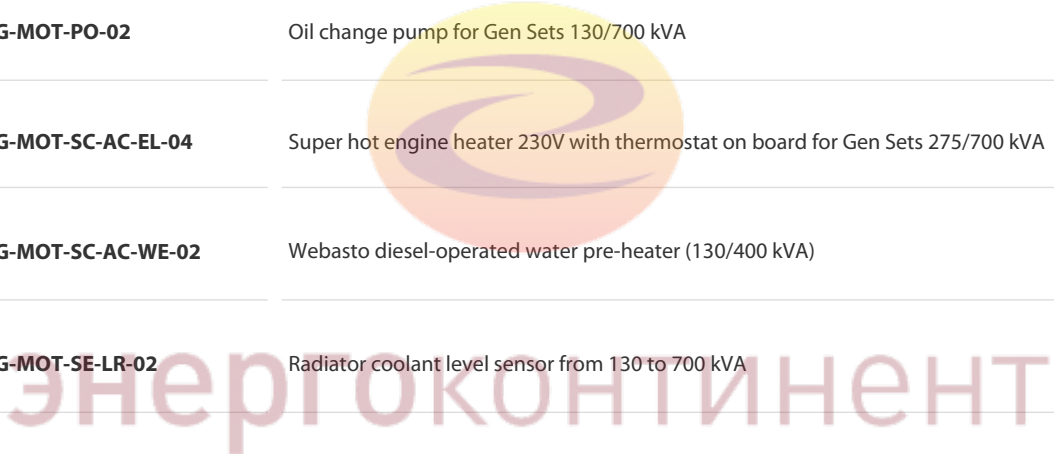 G-MOT-PO-02 Oil change pump for Gen Sets 130/700 kVA
G-MOT-SC-AC-EL-04 Super hot engine heater 230V with thermostat on board for Gen Sets 275/700 kVA
G-MOT-SC-AC-WE-02 Webasto diesel-operated water pre-heater (130/400 kVA)
G-MOT-SE-LR-02 Radiator coolant level sensor from 130 to 700 kVA
энергоконтинент